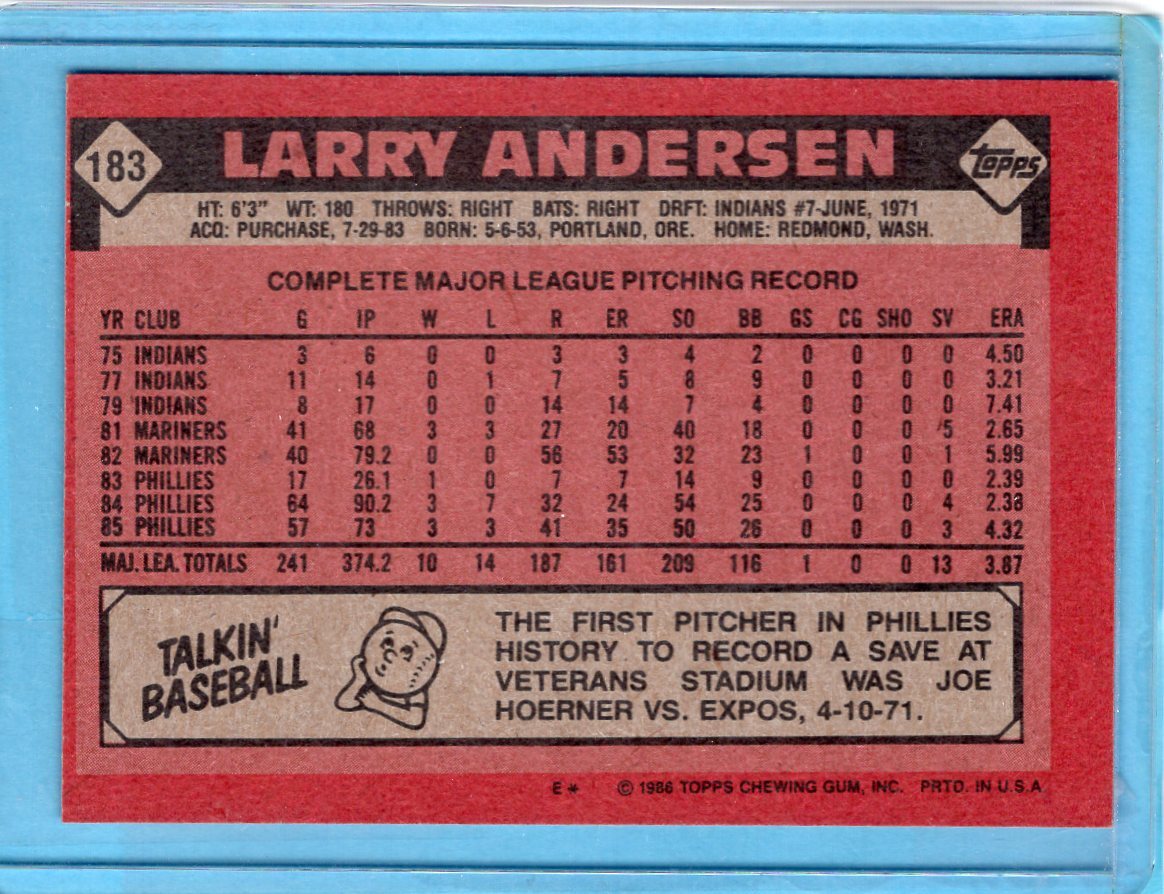 183 LARRY ANDERSEN TOPPS
HT: 6'3" WT: 180 THROWS: RIGHT BATS: RIGHT DRFT: INDIANS #7-JUNE, 1971
ACQ: PURCHASE, 7-29-83 BORN: 5-6-53, PORTLAND, ORE. HOME: REDMOND, WASH.
COMPLETE MAJOR LEAGUE PITCHING RECORD
YR CLUB G IP W L R ER SO BB GS CG SHO SV ERA
75 INDIANS 3 6 0 0 3 3 4 2 0 0 0 0 4.50
77 INDIANS 11 14 0 1 7 5 8 9 0 0 0 0 3.21
79 INDIANS 8 17 0 0 14 14 7 4 0 0 0 0 7.41
81 MARINERS 41 68 3 3 27 20 40 18 0 0 0 5 2.65
82 MARINERS 40 79.2 0 0 56 53 32 23 1 0 0 1 5.99
83 PHILLIES 17 26.1 1 0 7 7 14 9 0 0 0 0 2.39
84 PHILLIES 64 90.2 3 7 32 24 54 25 0 0 0 4 2.38
85 PHILLIES 57 73 3 3 41 35 50 26 0 0 0 3 4.32
MAJ. LEA. TOTALS 241 374.2 10 14 187 161 209 116 1 0 0 13 3.87
TALKIN'
BASEBALL
THE FIRST PITCHER IN PHILLIES
HISTORY TO RECORD A SAVE AT
VETERANS STADIUM WAS JOE
HOERNER VS. EXPOS, 4-10-71.
E* © 1986 TOPPS CHEWING GUM, INC. PRTD. IN U.S.A